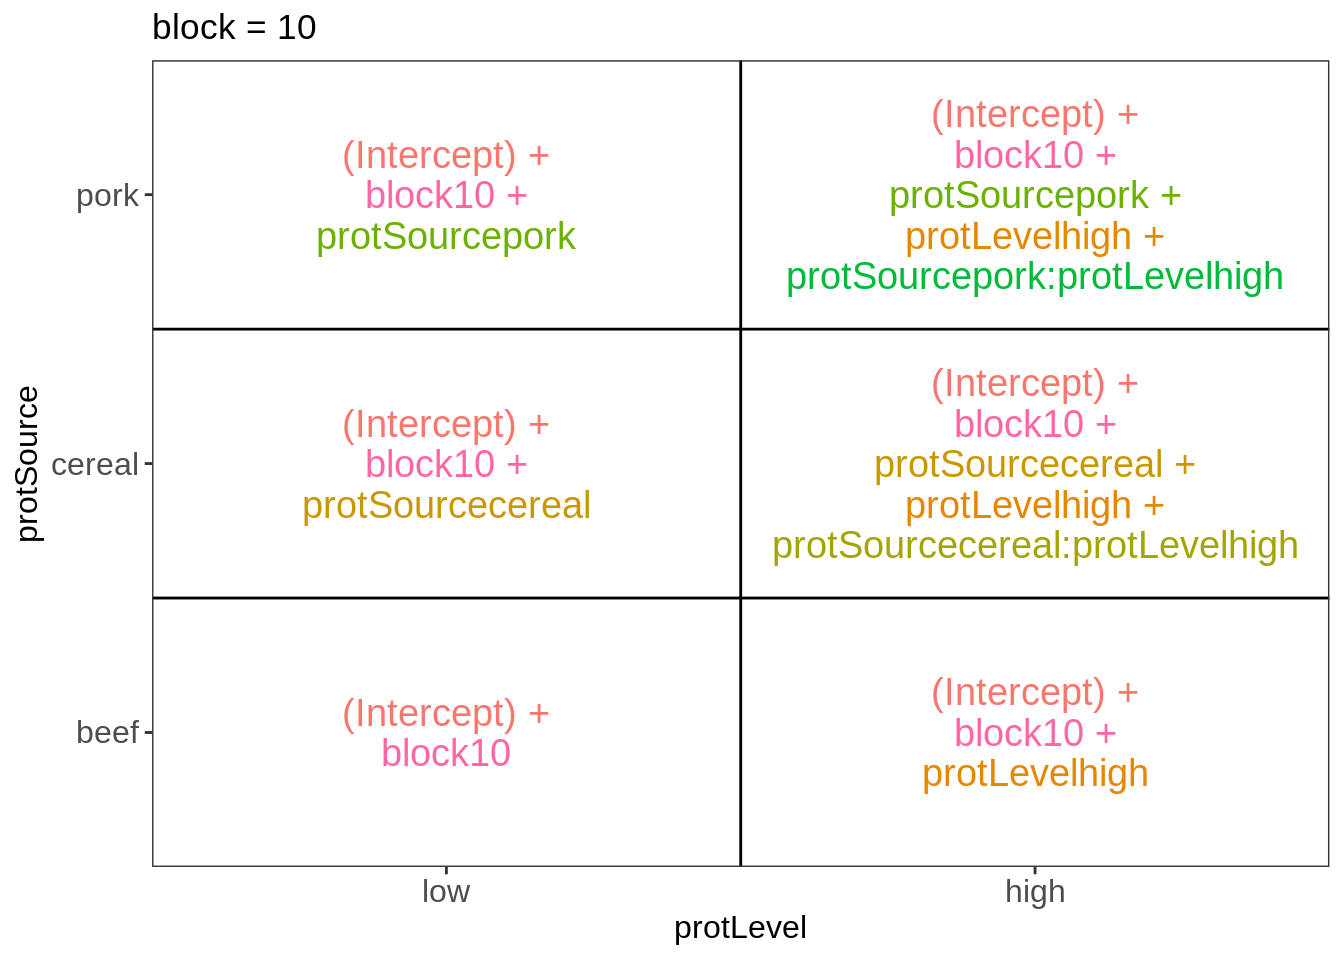 block = 10
(Intercept) +
block10 +
protSourcepork
(Intercept) +
block10 +
protSourcepork +
protLevelhigh +
protSourcepork:protLevelhigh
pork
(Intercept) +
block10 +
protSourcecereal
(Intercept) +
block10 +
protSourcecereal +
protLevelhigh +
protSourcecereal:protLevelhigh
cereal
(Intercept) +
block10
(Intercept) +
block10 +
protLevelhigh
beef
protSource
low
high
protLevel